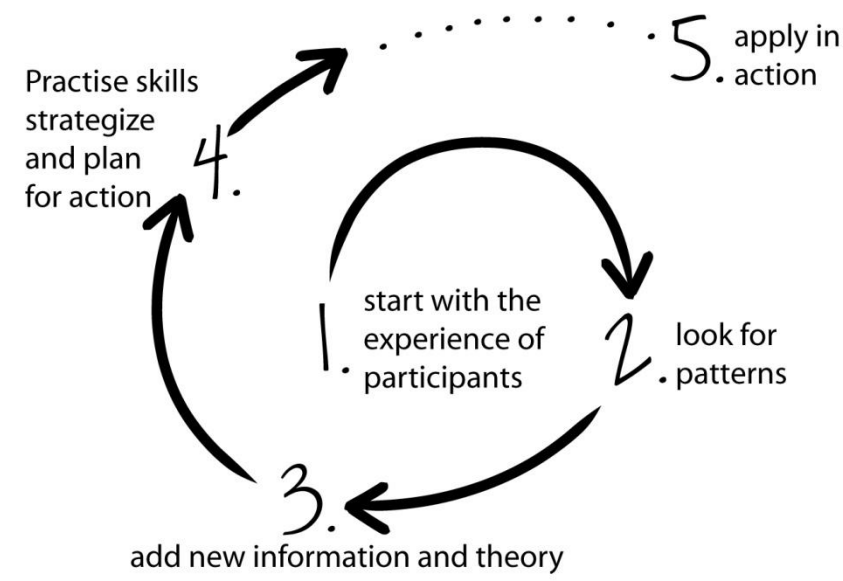 1.
start with the
experience of
participants
2.
look for
patterns
3.
add new information and theory
4.
Practise skills
strategize
and plan
for action
5.
apply in
action